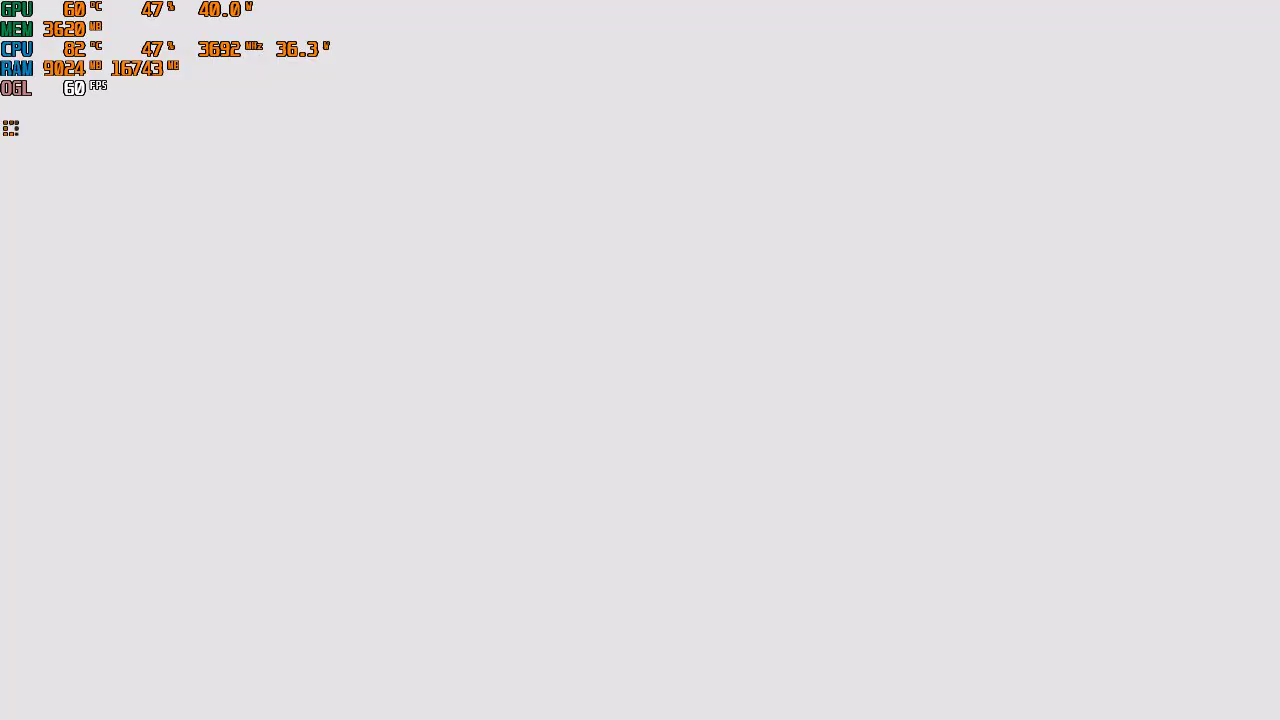 GPU 60 °C 47 % 40.0 W
MEM 3620 MB
CPU 82 °C 47 % 3692 MHz 36.3 W
RAM 9024 MB 16743 MB
OGL 60 FPS